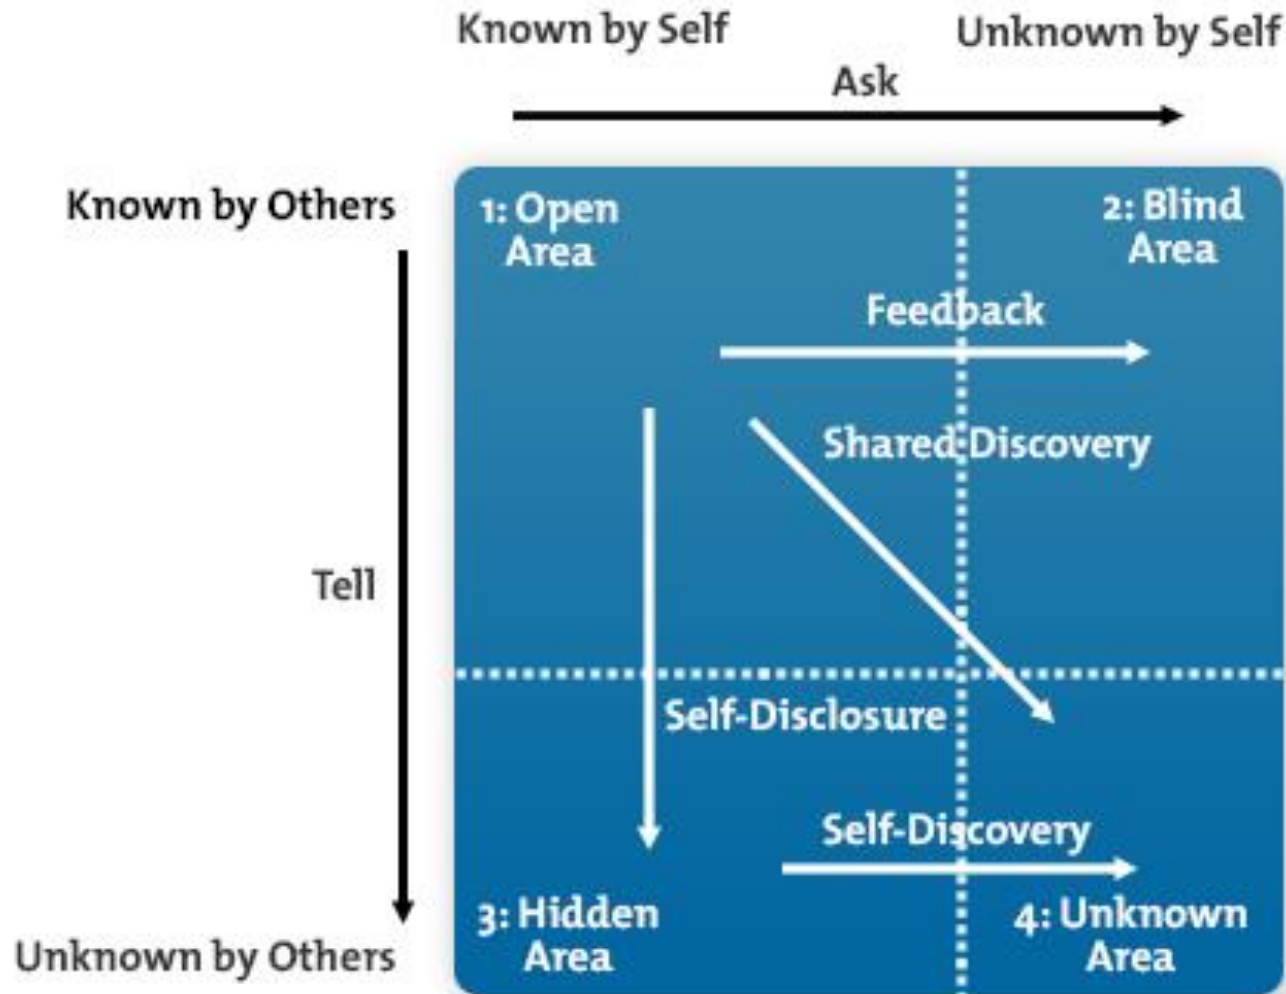 Known by Self
Unknown by Self
Ask
Known by Others
1: Open
Area
2: Blind
Area
Feedback
Shared Discovery
Tell
Self-Disclosure
Self-Discovery
3: Hidden
Area
4: Unknown
Area
Unknown by Others